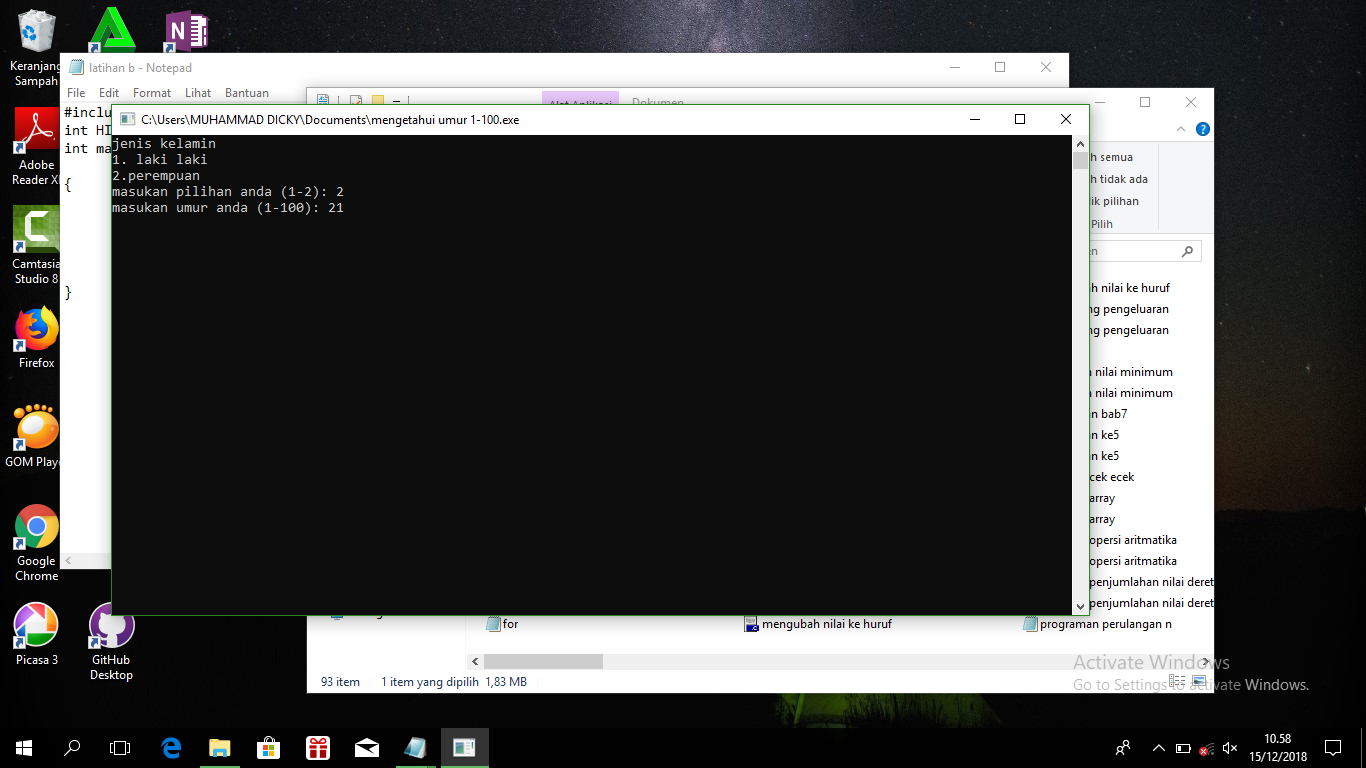 Keranjang
Sampah
Adobe
Reader XI
Camtasia
Studio 8
Firefox
GOM Playe
Google
Chrome
Picasa 3
GitHub
Desktop
latihan b - Notepad
File Edit Format Lihat Bantuan
#inclu
int HI
int ma
{
}
Alat Aplikasi Dokumen
C:\Users\MUHAMMAD DICKY\Documents\mengetahui umur 1-100.exe
jenis kelamin
1. laki laki
2.perempuan
masukan pilihan anda (1-2): 2
masukan umur anda (1-100): 21
h semua
h tidak ada
ik pilihan
Pilih
en
ah nilai ke huruf
ng pengeluaran
ng pengeluaran
n nilai minimum
n nilai minimum
n bab7
n ke5
n ke5
cek ecek
array
array
opersi aritmatika
opersi aritmatika
penjumlahan nilai deret
penjumlahan nilai deret
for mengubah nilai ke huruf programan perulangan n
93 item 1 item yang dipilih 1,83 MB
Activate Windows
Go to Settings to activate Windows.
10.58
15/12/2018